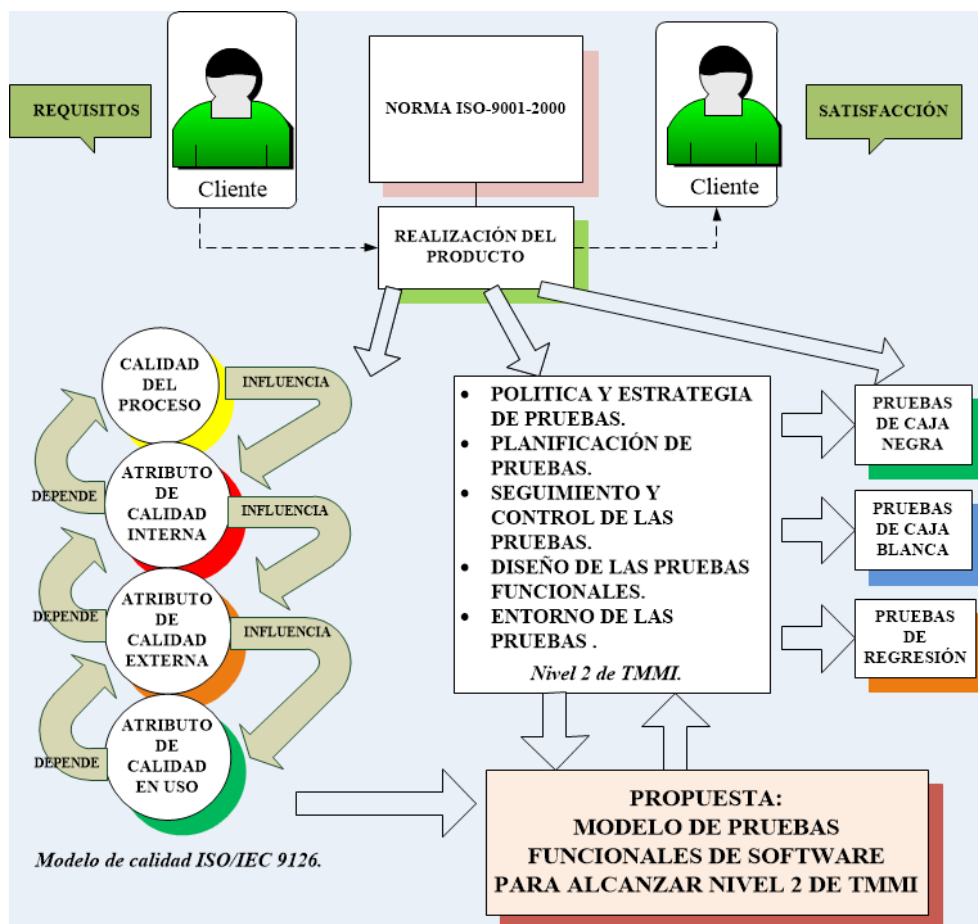 REQUISITOS
Cliente
NORMA ISO-9001-2000
Cliente
SATISFACCIÓN
REALIZACIÓN DEL
PRODUCTO
CALIDAD
DEL
PROCESO
INFLUENCIA
DEPENDE
ATRIBUTO
DE
CALIDAD
INTERNA
INFLUENCIA
DEPENDE
ATRIBUTO
DE
CALIDAD
EXTERNA
INFLUENCIA
DEPENDE
ATRIBUTO
DE
CALIDAD
EN USO
Modelo de calidad ISO/IEC 9126.
• POLITICA Y ESTRATEGIA
DE PRUEBAS.
• PLANIFICACIÓN DE
PRUEBAS.
• SEGUIMIENTO Y
CONTROL DE LAS
PRUEBAS.
• DISEÑO DE LAS PRUEBAS
FUNCIONALES.
• ENTORNO DE LAS
PRUEBAS .
Nivel 2 de TMMI.
PRUEBAS
DE CAJA
NEGRA
PRUEBAS
DE CAJA
BLANCA
PRUEBAS
DE
REGRESIÓN
PROPUESTA:
MODELO DE PRUEBAS
FUNCIONALES DE SOFTWARE
PARA ALCANZAR NIVEL 2 DE TMMI